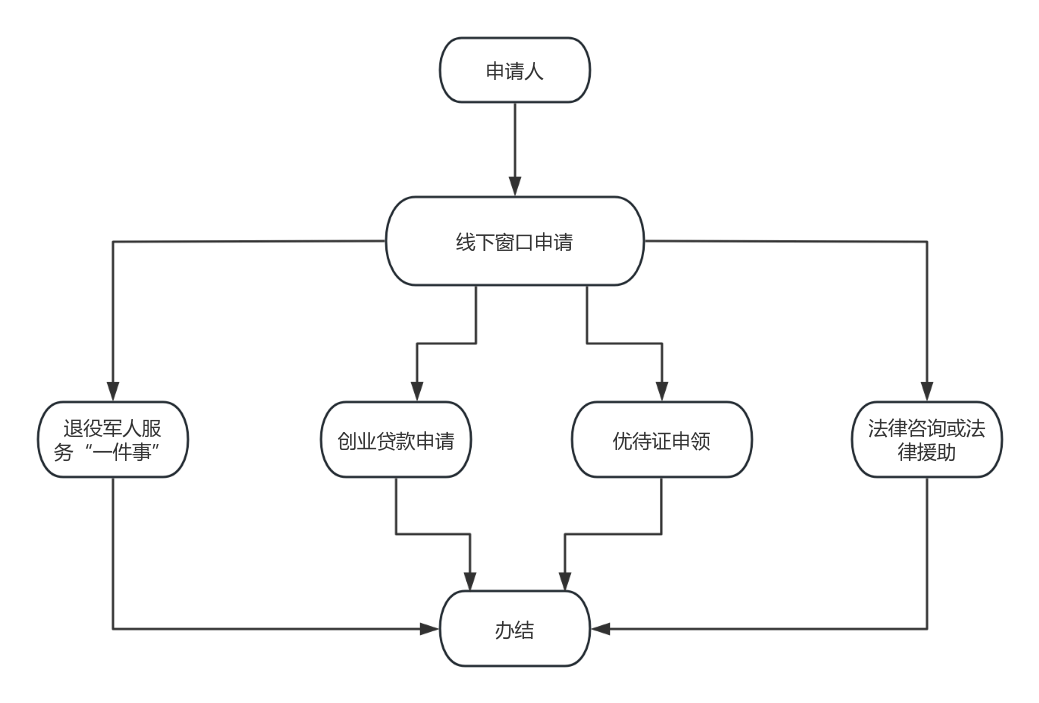 申请人
线下窗口申请
退役军人服
务“一件事”
创业贷款申请
优待证申领
法律咨询或法
律援助
办结